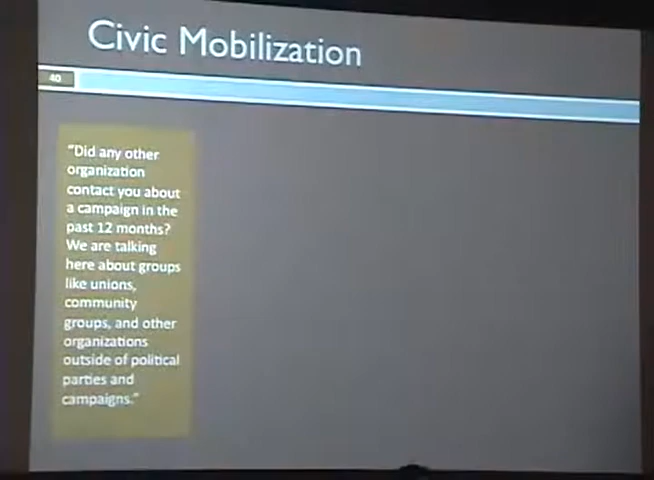 Civic Mobilization
40
"Did any other
organization
contact you about
a campaign in the
past 12 months?
We are talking
here about groups
like unions,
community
groups, and other
organizations
outside of political
parties and
campaigns."